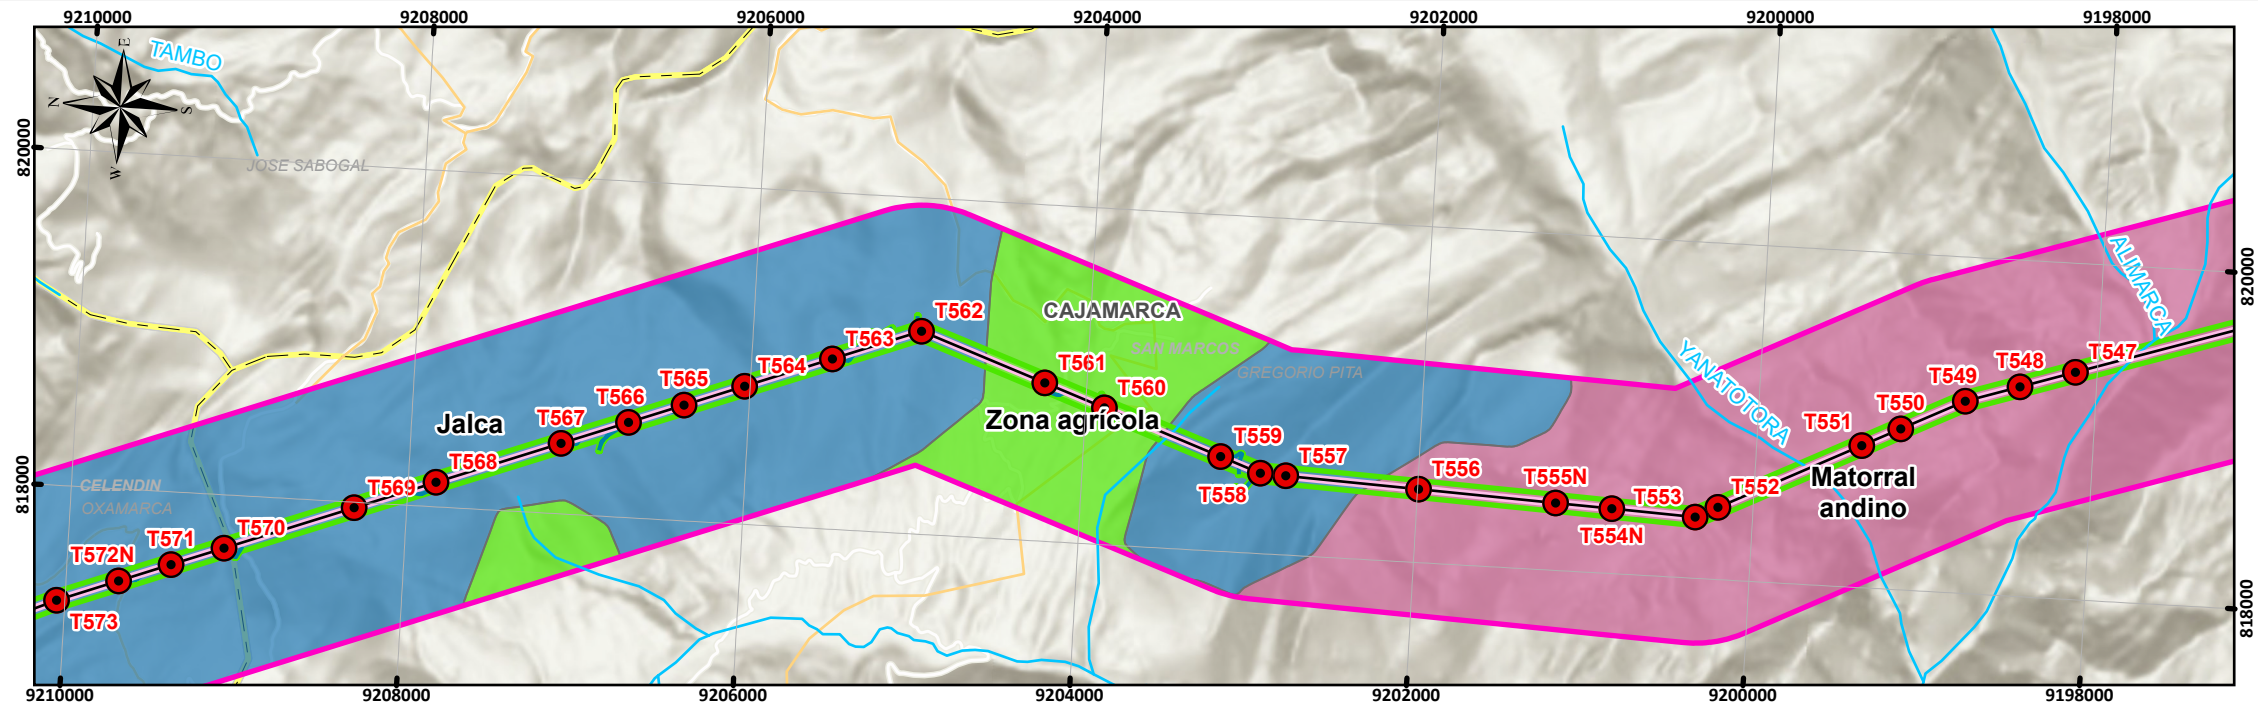 9210000 9208000 9206000 9204000 9202000 9200000 9198000
TAMBO
E
N
S
W
820000
JOSE SABOGAL
ALIMARCA
820000
CAJAMARCA
T562
T563
SAN MARCOS
YANATOTORA
T547
T548
T561
T564
GREGORIO PITA
T549
T565
T560
T566
T550
T567
Jalca
Zona agrícola
T551
T559
T568
T557
T556
T555N
Matorral
andino
818000
CELENDIN
OXAMARCA
T569
T558
T553
T552
T570
T571
T554N
T572N
T573
818000
9210000 9208000 9206000 9204000 9202000 9200000 9198000